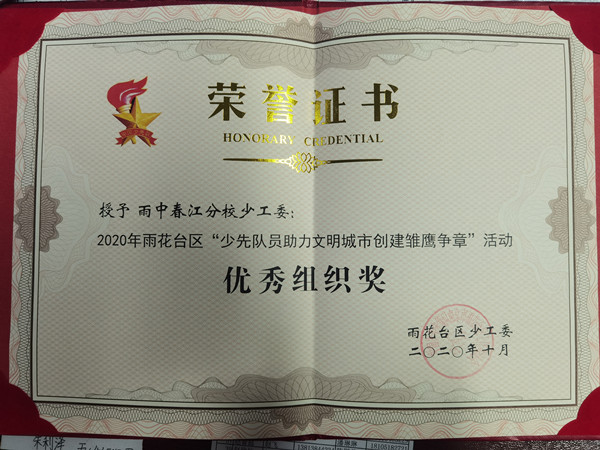 荣誉证书
HONORARY CREDENTIAL
授予 雨中春江分校少工委：
2020年雨花台区“少先队员助力文明城市创建雏鹰争章”活动
优秀组织奖
雨花台区少工委
二〇二〇年十月